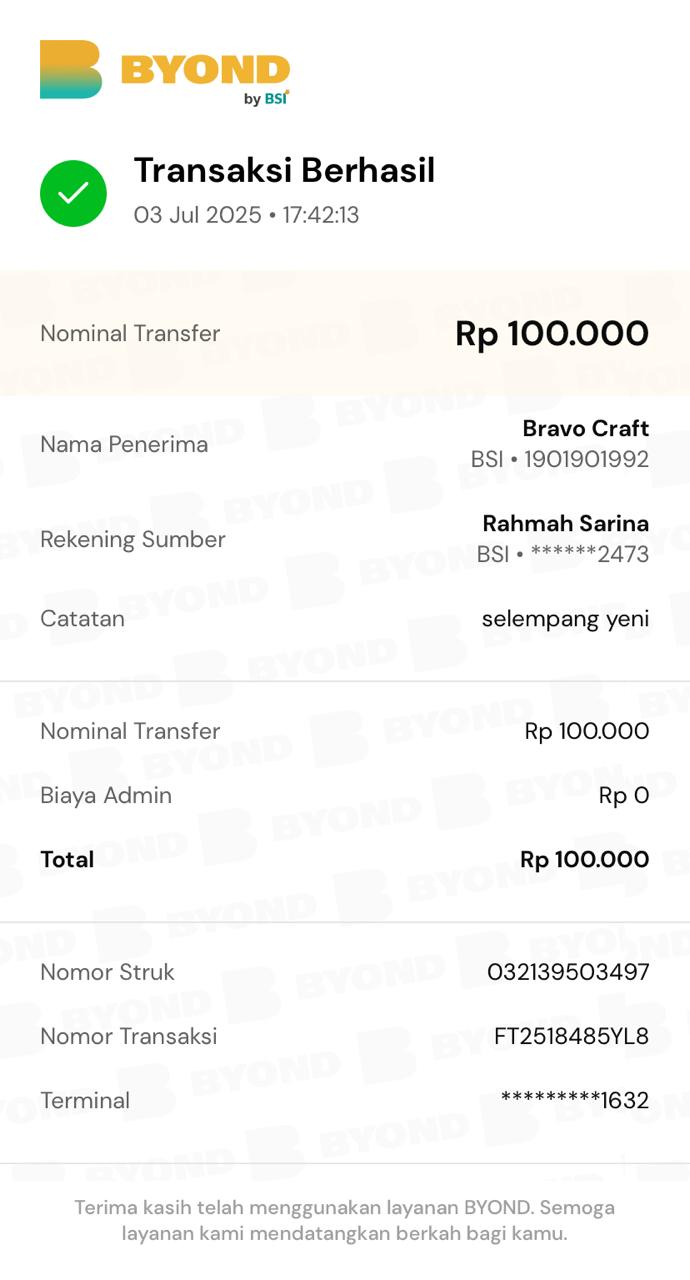 BYOND
by BSI
Transaksi Berhasil
03 Jul 2025 • 17:42:13
Nominal Transfer Rp 100.000
Nama Penerima Bravo Craft
BSI • 1901901992
Rekening Sumber Rahmah Sarina
BSI • ******2473
Catatan selempang yeni
Nominal Transfer Rp 100.000
Biaya Admin Rp 0
Total Rp 100.000
Nomor Struk 032139503497
Nomor Transaksi FT2518485YL8
Terminal *********1632
Terima kasih telah menggunakan layanan BYOND. Semoga
layanan kami mendatangkan berkah bagi kamu.